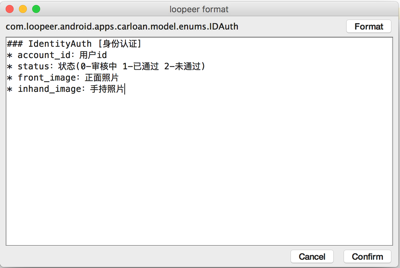 loopeer format
com.loopeer.android.apps.carloan.model.enums.IDAuth
Format
### IdentityAuth [身份认证]
* account_id: 用户id
* status: 状态(0-审核中 1-已通过 2-未通过)
* front_image: 正面照片
* inhand_image: 手持照片
Cancel
Confirm